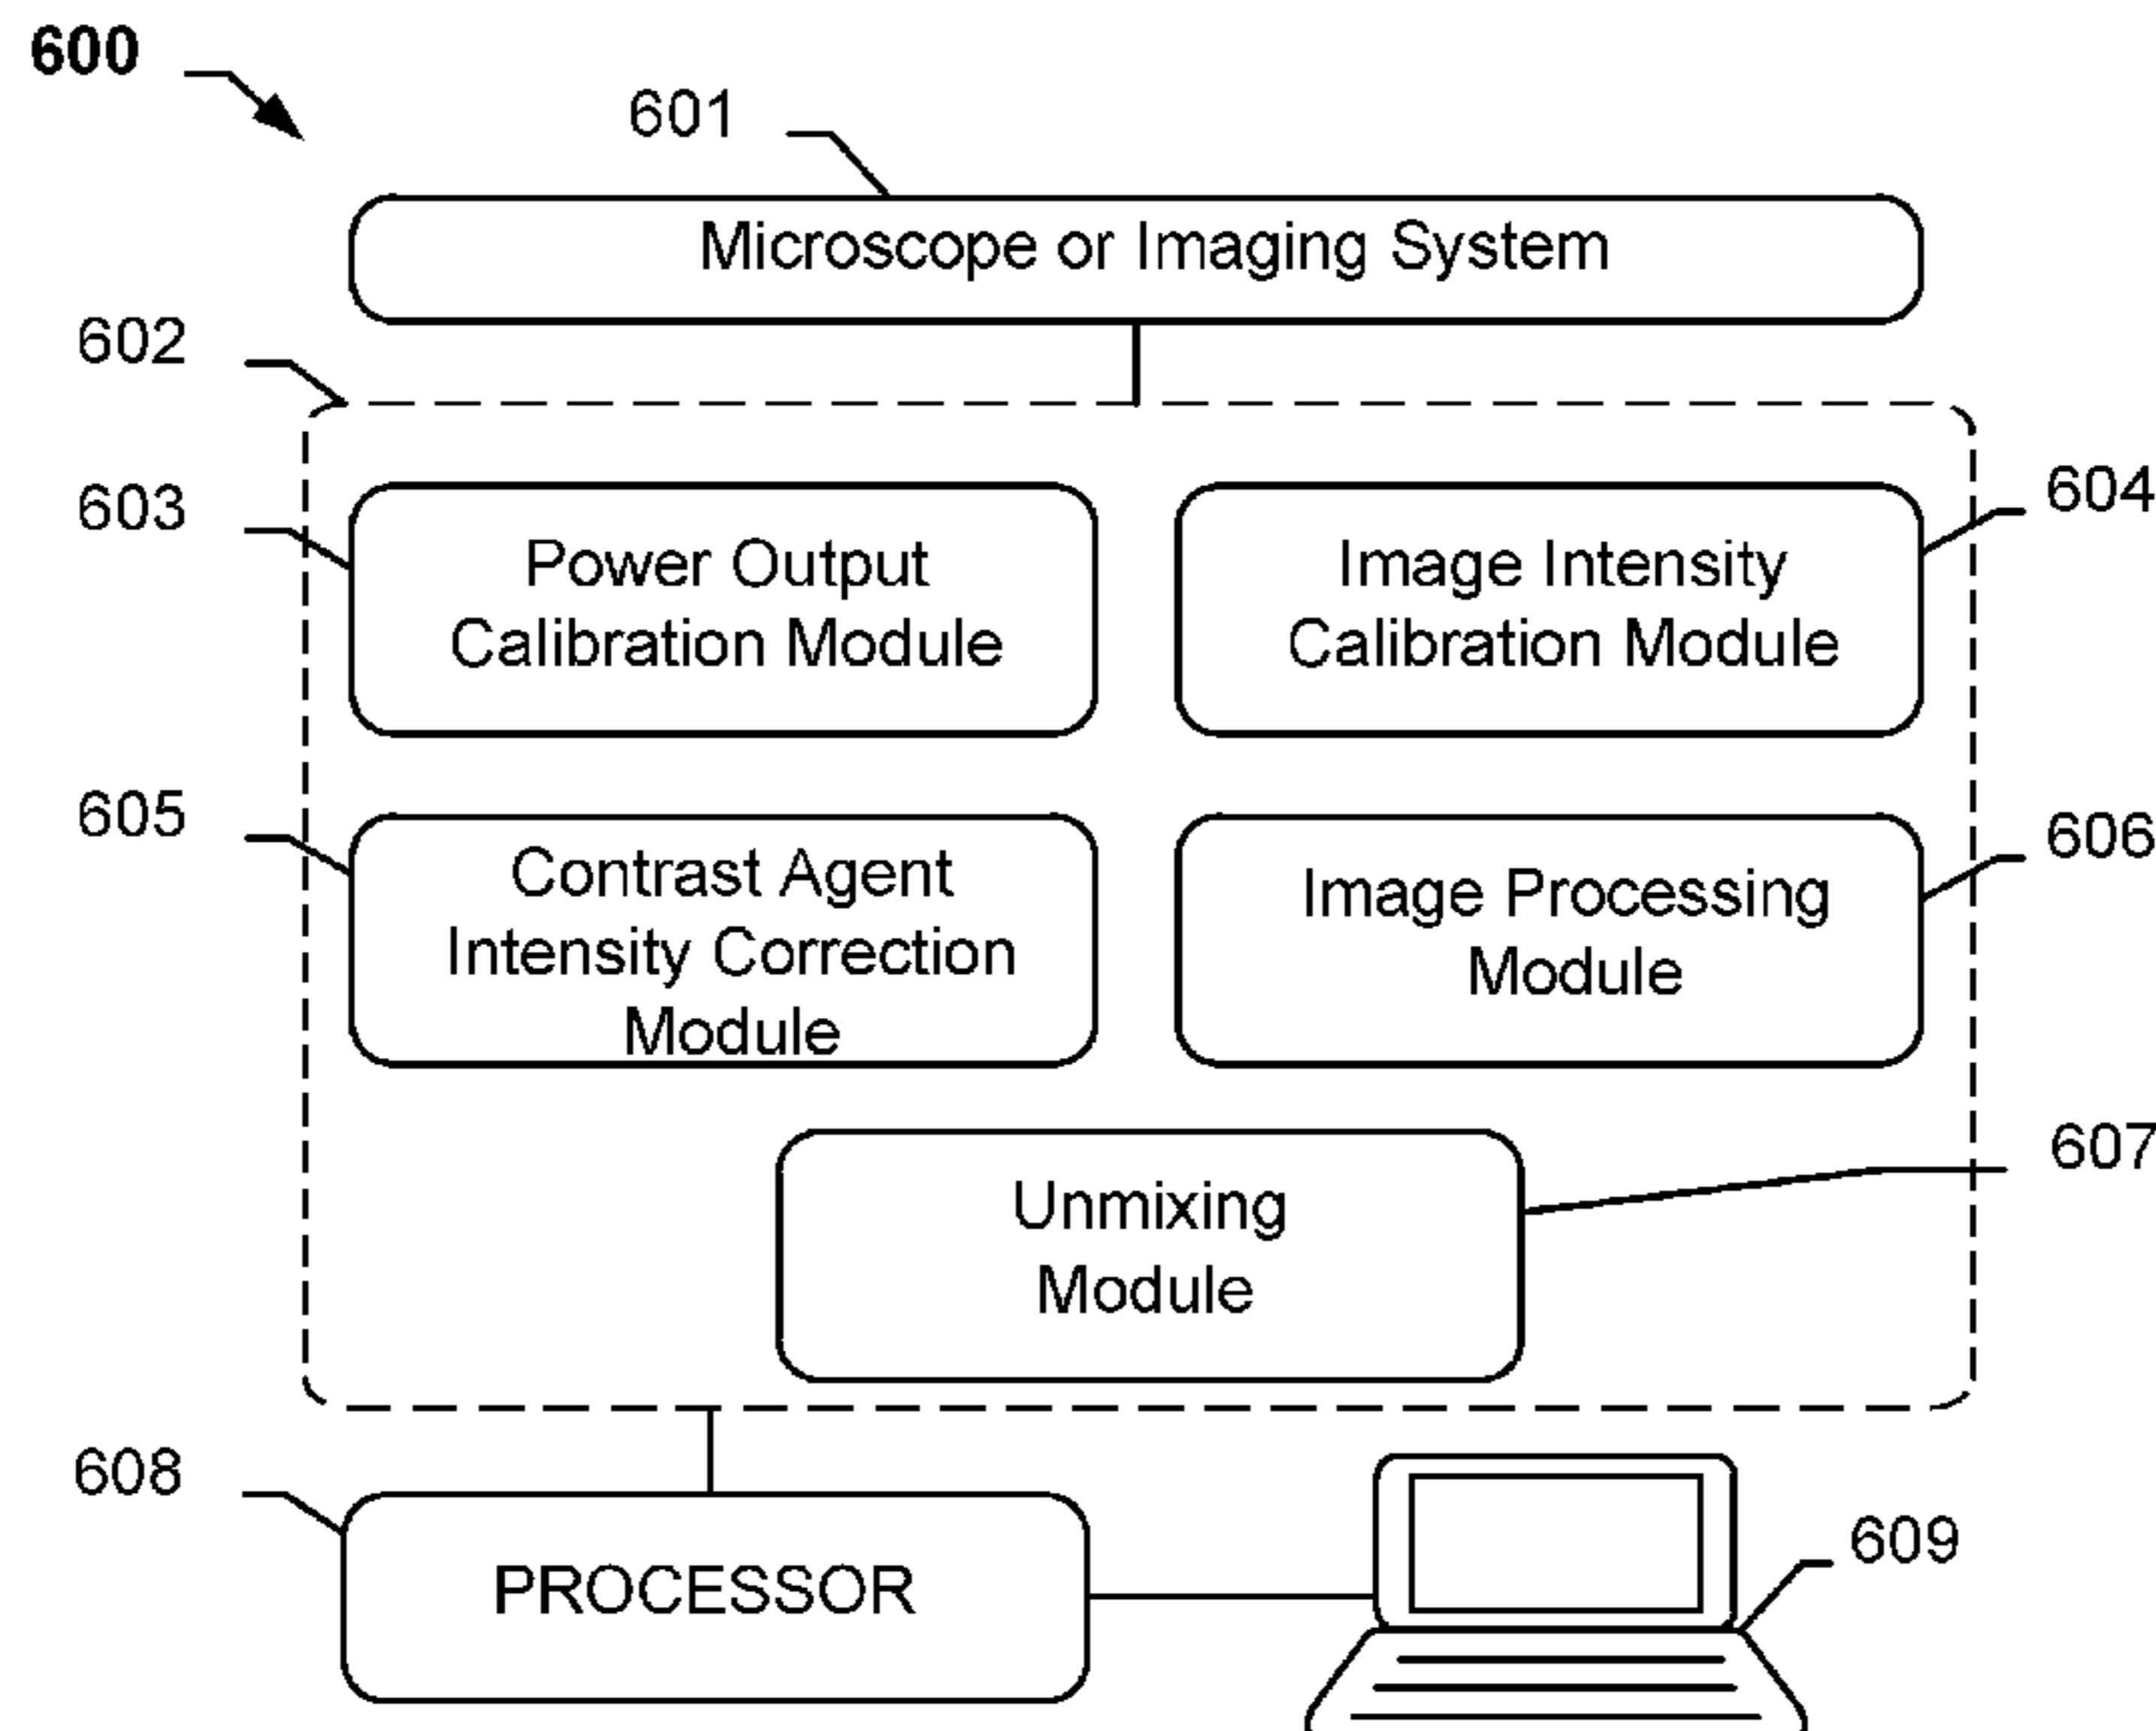 600
601
Microscope or Imaging System
602
603
Power Output
Calibration Module
604
Image Intensity
Calibration Module
605
Contrast Agent
Intensity Correction
Module
606
Image Processing
Module
607
Unmixing
Module
608
PROCESSOR
609